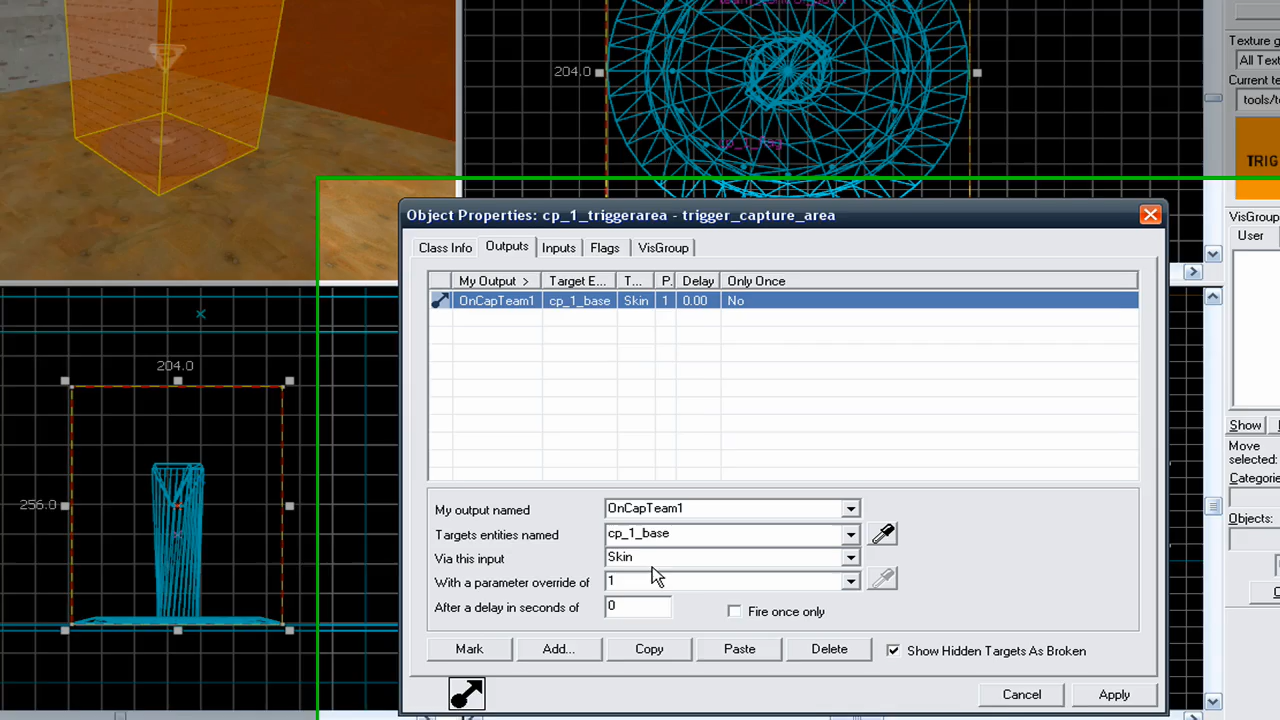 204.0
Texture g
All Text
Current te
tools/t
TRIG
VisGroup
User
Object Properties: cp_1_triggerarea - trigger_capture_area
Class Info Outputs Inputs Flags VisGroup
My Output > Target E... T... P. Delay Only Once
OnCapTeam1 cp_1_base Skin 1 0.00 No
204.0
256.0
My output named OnCapTeam1
Targets entities named cp_1_base
Via this input Skin
With a parameter override of 1
After a delay in seconds of 0 Fire once only
Mark Add... Copy Paste Delete Show Hidden Targets As Broken
Cancel Apply
Show
Move
selected:
Categorie
Objects: